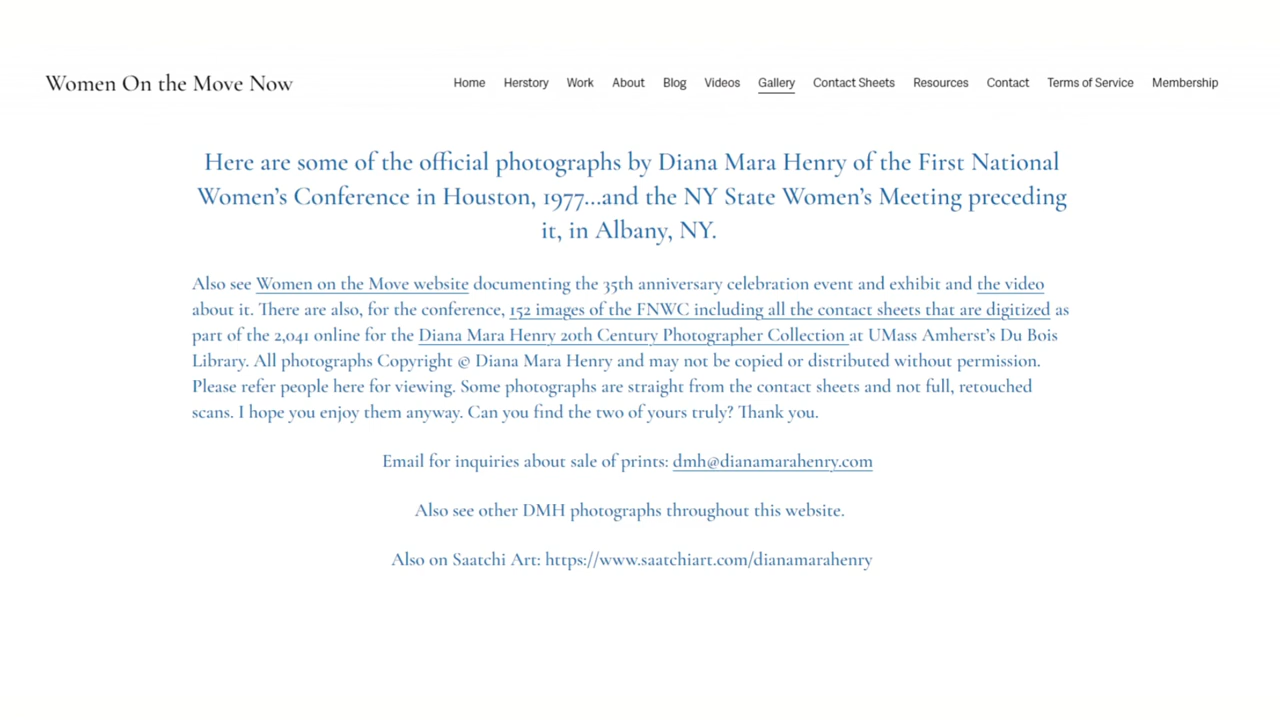 Women On the Move Now
Home Herstory Work About Blog Videos Gallery Contact Sheets Resources Contact Terms of Service Membership
Here are some of the official photographs by Diana Mara Henry of the First National
Women’s Conference in Houston, 1977...and the NY State Women’s Meeting preceding
it, in Albany, NY.
Also see Women on the Move website documenting the 35th anniversary celebration event and exhibit and the video
about it. There are also, for the conference, 152 images of the FNWC including all the contact sheets that are digitized as
part of the 2,041 online for the Diana Mara Henry 20th Century Photographer Collection at UMass Amherst’s Du Bois
Library. All photographs Copyright @ Diana Mara Henry and may not be copied or distributed without permission.
Please refer people here for viewing. Some photographs are straight from the contact sheets and not full, retouched
scans. I hope you enjoy them anyway. Can you find the two of yours truly? Thank you.
Email for inquiries about sale of prints: dmh@dianamarahenry.com
Also see other DMH photographs throughout this website.
Also on Saatchi Art: https://www.saatchiart.com/dianamarahenry